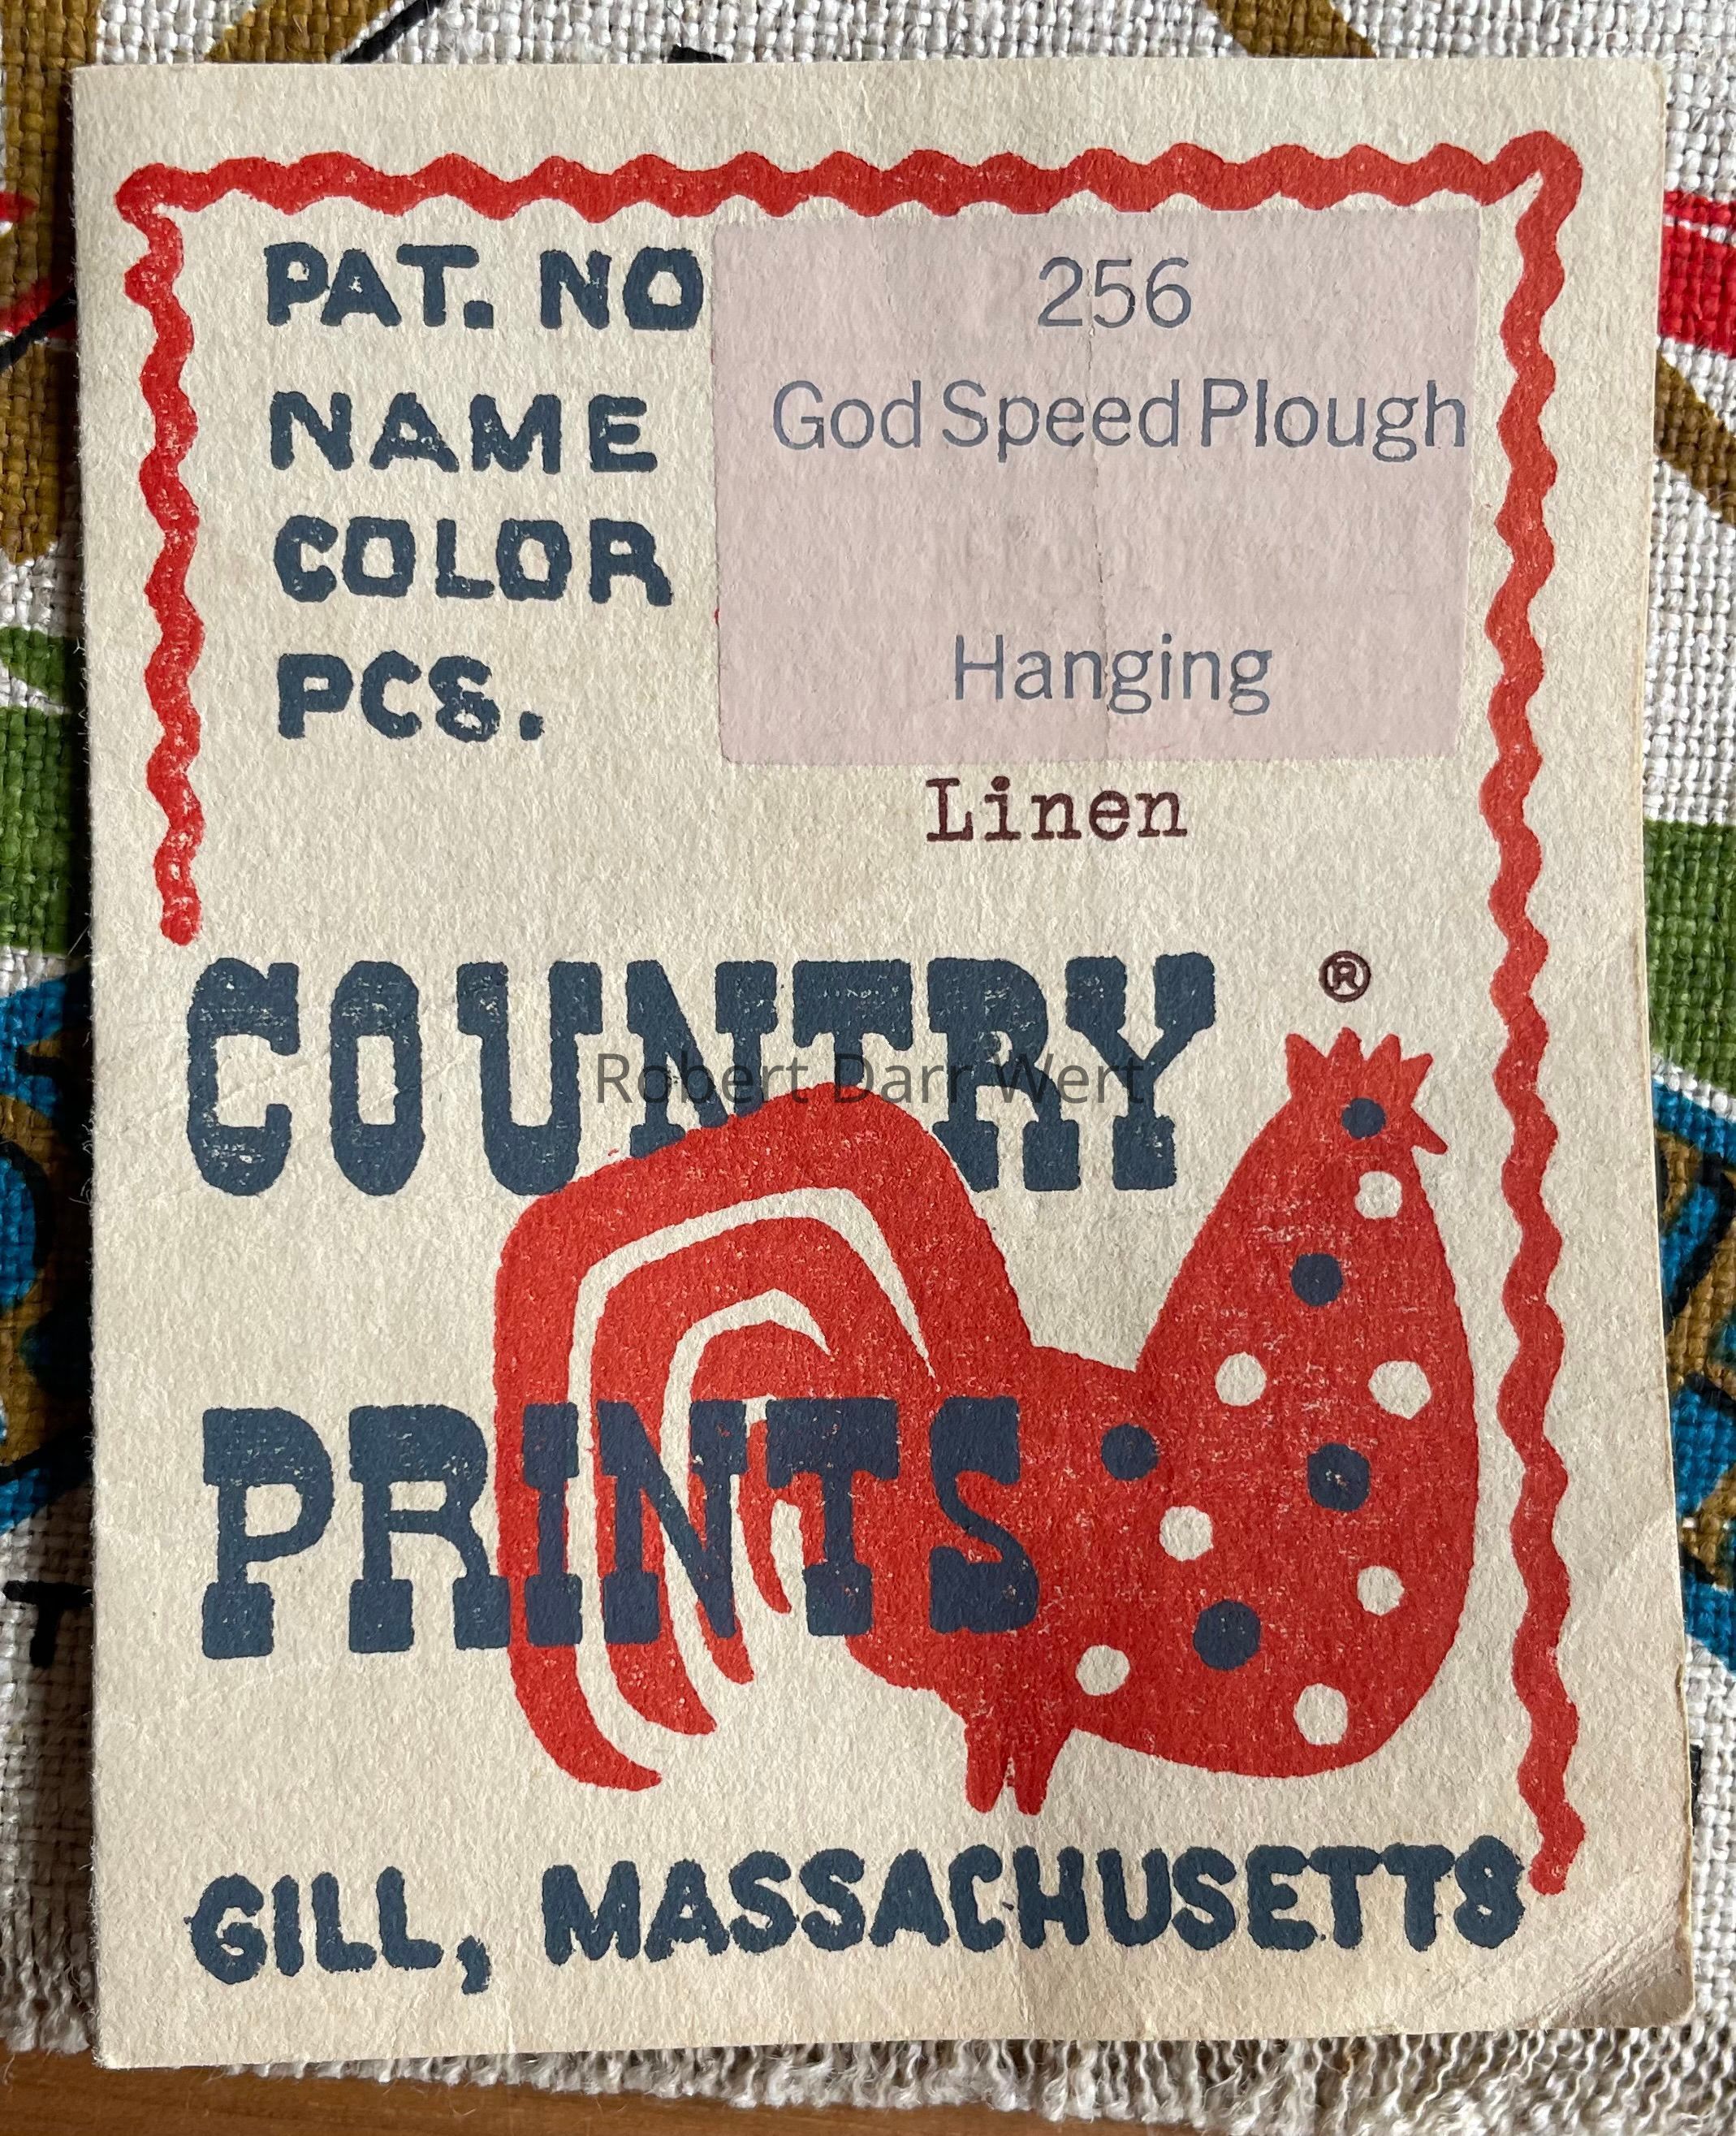 PAT. NO 256
NAME God Speed Plough
COLOR
PCS. Hanging
Linen
COUNTRY ®
Robert Darr Wert
PRINTS
GILL, MASSACHUSETTS